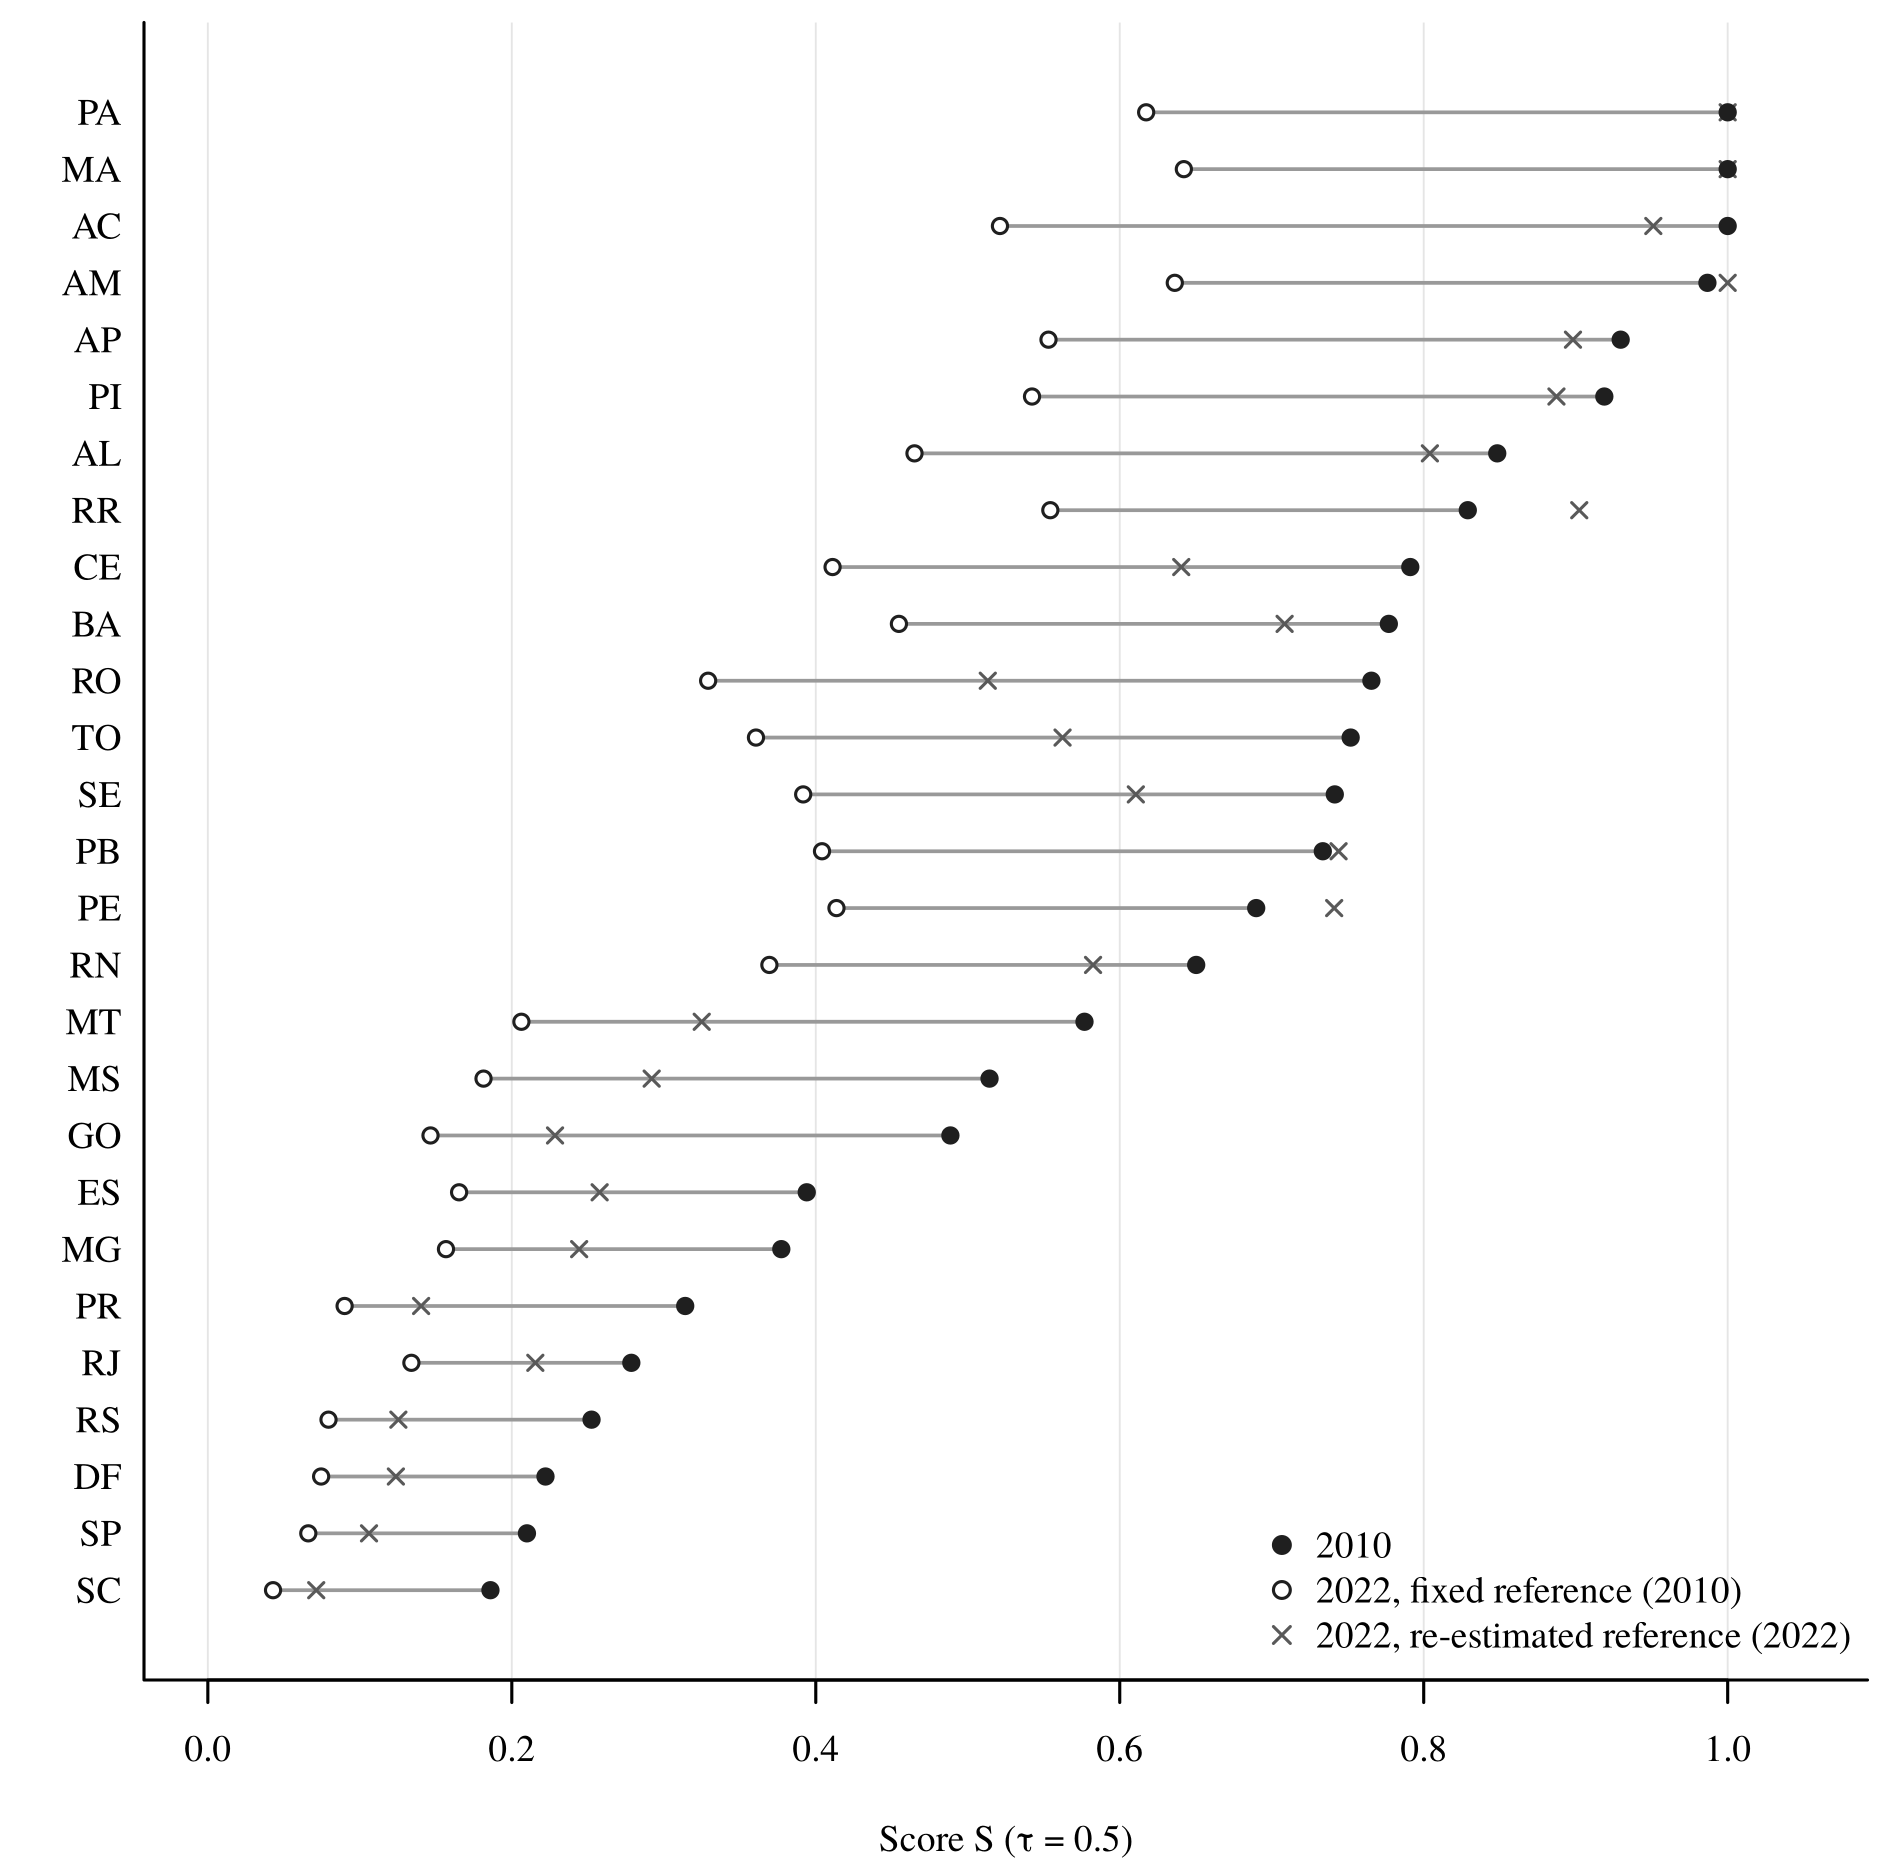 PA
MA
AC
AM
AP
PI
AL
RR
CE
BA
RO
TO
SE
PB
PE
RN
MT
MS
GO
ES
MG
PR
RJ
RS
DF
SP
SC
2010
2022, fixed reference (2010)
2022, re-estimated reference (2022)
0.0 0.2 0.4 0.6 0.8 1.0
Score S (τ = 0.5)